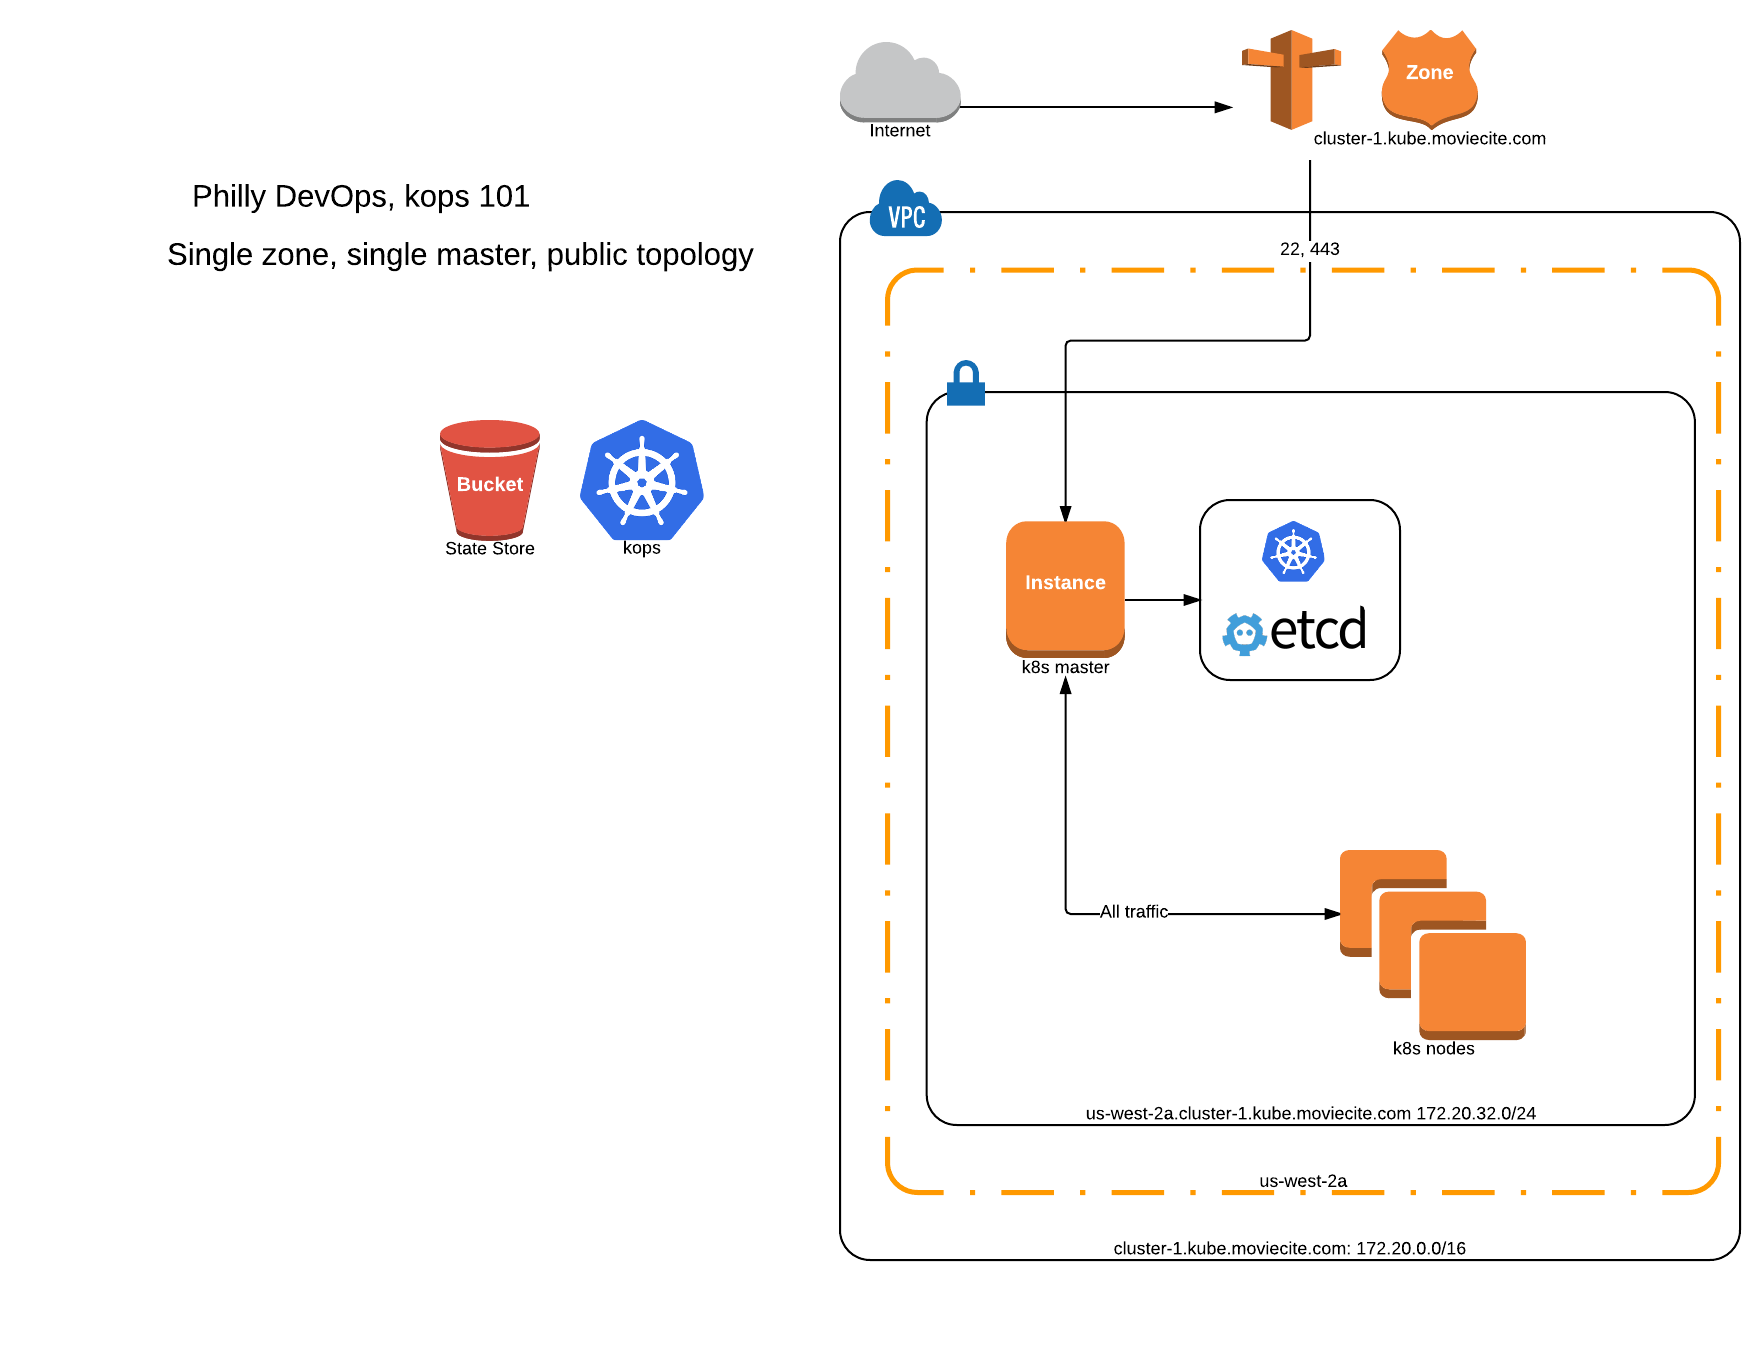 Internet
Zone
cluster-1.kube.moviecite.com
Philly DevOps, kops 101
Single zone, single master, public topology
VPC
22, 443
Bucket
State Store
kops
Instance
k8s master
etcd
All traffic
k8s nodes
us-west-2a.cluster-1.kube.moviecite.com 172.20.32.0/24
us-west-2a
cluster-1.kube.moviecite.com: 172.20.0.0/16